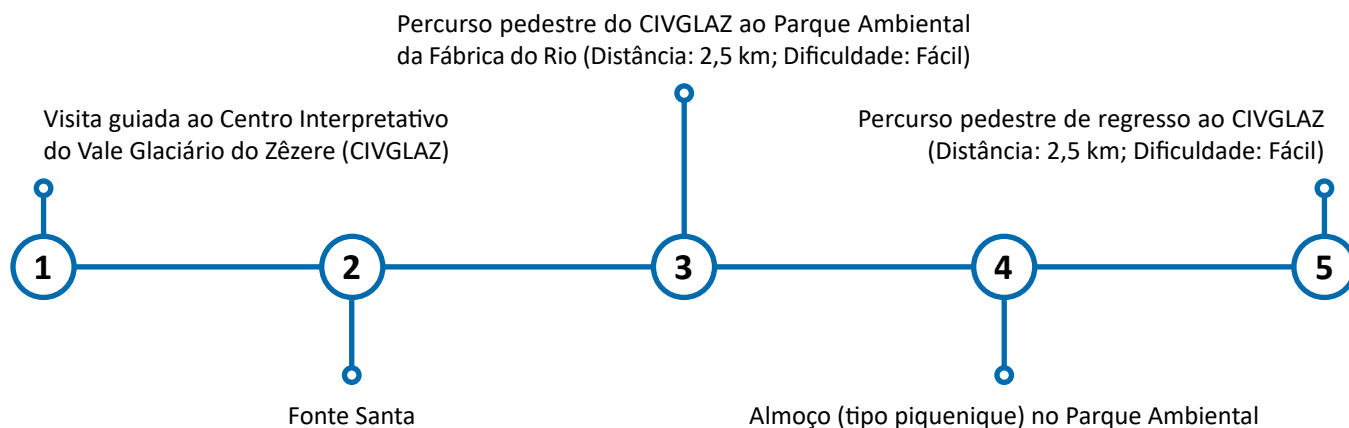 Percurso pedestre do CIVGLAZ ao Parque Ambiental
da Fábrica do Rio (Distância: 2,5 km; Dificuldade: Fácil)
Visita guiada ao Centro Interpretativo
do Vale Glaciário do Zêzere (CIVGLAZ)
Percurso pedestre de regresso ao CIVGLAZ
(Distância: 2,5 km; Dificuldade: Fácil)
1
2
3
4
5
Fonte Santa
Almoço (tipo piquenique) no Parque Ambiental